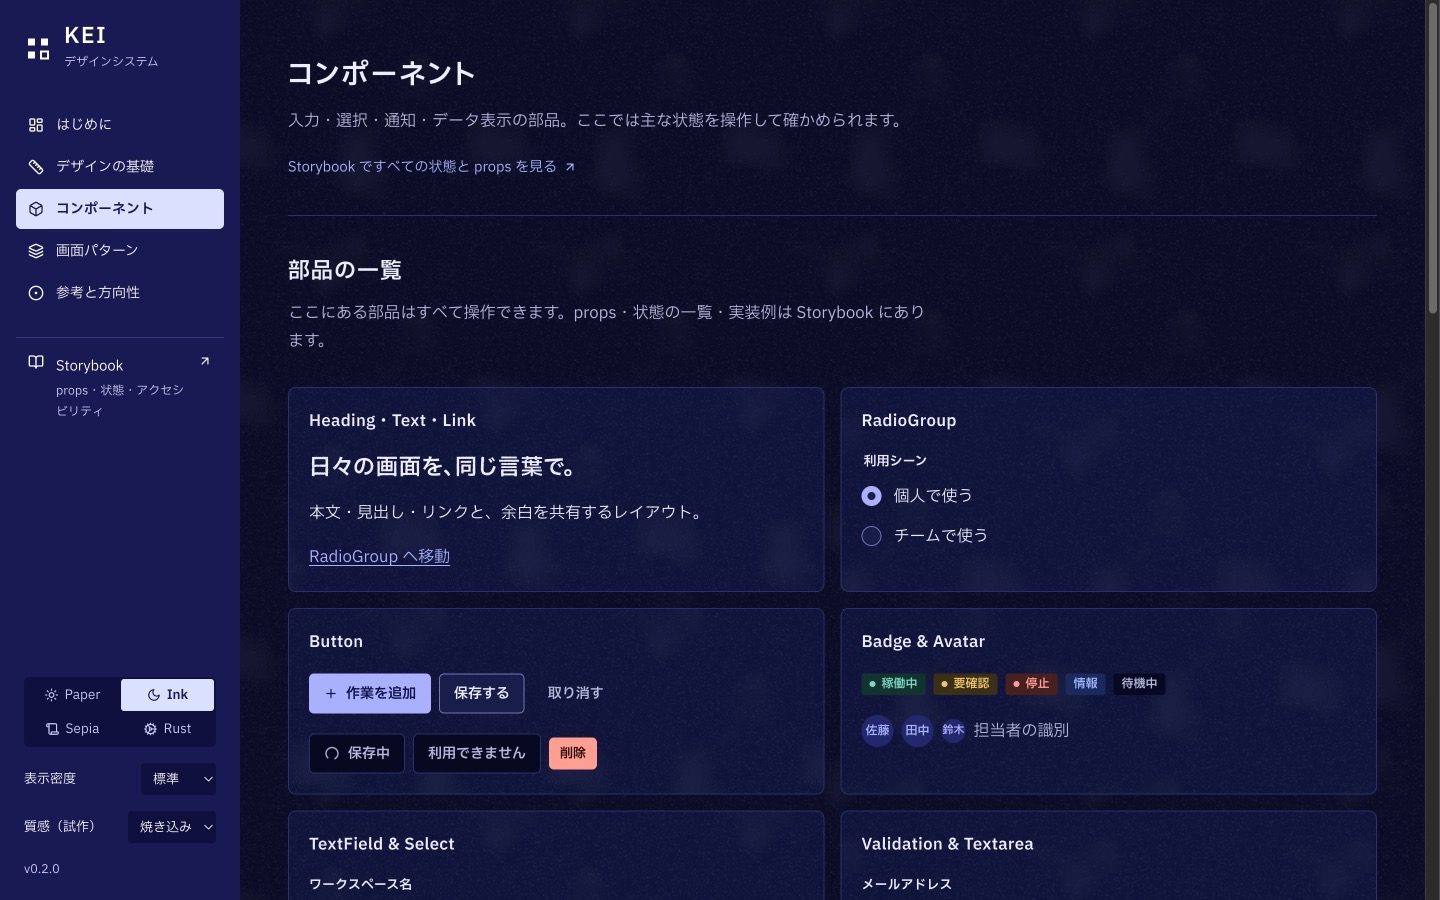 KEI
デザインシステム
はじめに
デザインの基礎
コンポーネント
画面パターン
参考と方向性
Storybook
props・状態・アクセシ
ビリティ
Paper
Ink
Sepia
Rust
表示密度
標準
質感（試作）
焼き込み
v0.2.0
コンポーネント
入力・選択・通知・データ表示の部品。ここでは主な状態を操作して確かめられます。
Storybook ですべての状態と props を見る
部品の一覧
ここにある部品はすべて操作できます。props・状態の一覧・実装例は Storybook にあり
ます。
Heading・Text・Link
日々の画面を、同じ言葉で。
本文・見出し・リンクと、余白を共有するレイアウト。
RadioGroup へ移動
RadioGroup
利用シーン
個人で使う
チームで使う
Button
作業を追加
保存する
取り消す
保存中
利用できません
削除
Badge & Avatar
稼働中
要確認
停止
情報
待機中
佐藤
田中
鈴木
担当者の識別
TextField & Select
ワークスペース名
Validation & Textarea
メールアドレス